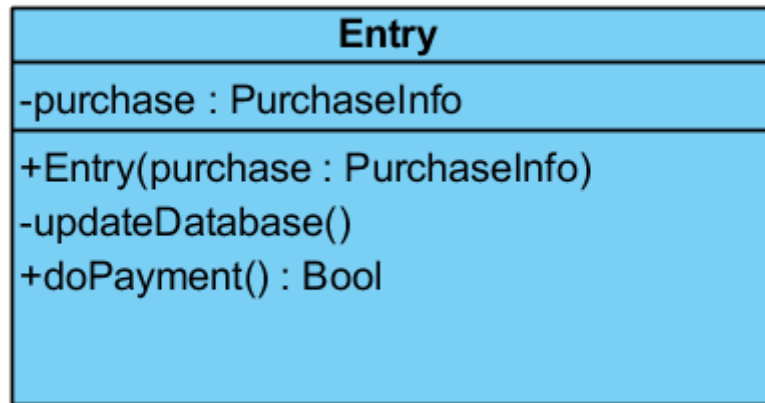 Entry
-purchase : PurchaseInfo
+Entry(purchase : PurchaseInfo)
-updateDatabase()
+doPayment() : Bool